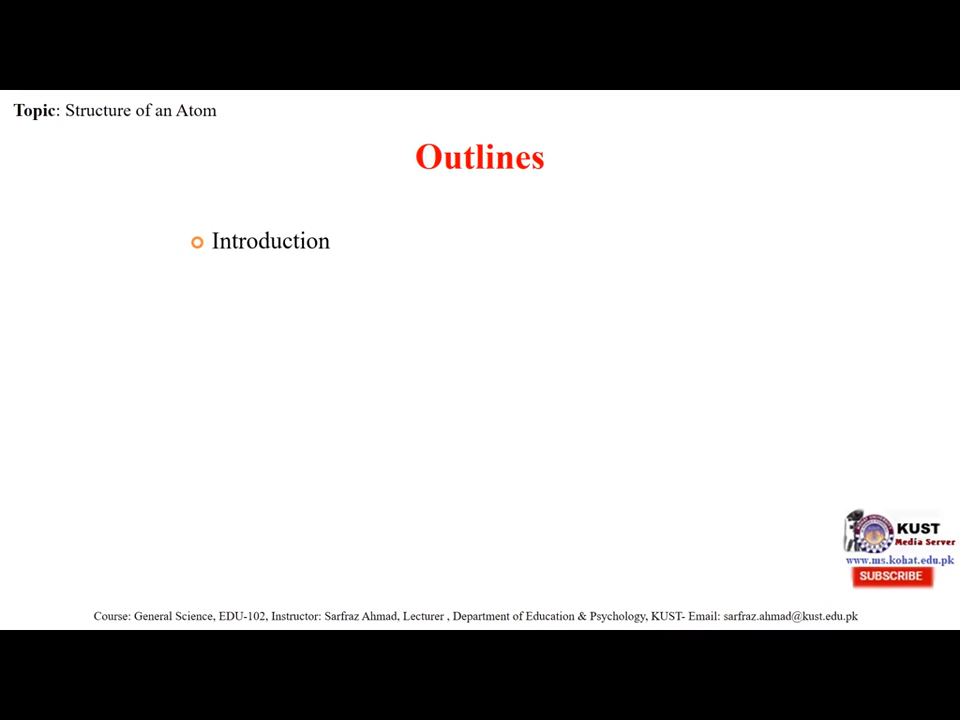 Topic: Structure of an Atom
Outlines
Introduction
KUST
Media Server
www.ms.kohat.edu.pk
SUBSCRIBE
Course: General Science, EDU-102, Instructor: Sarfraz Ahmad, Lecturer , Department of Education & Psychology, KUST- Email: sarfraz.ahmad@kust.edu.pk